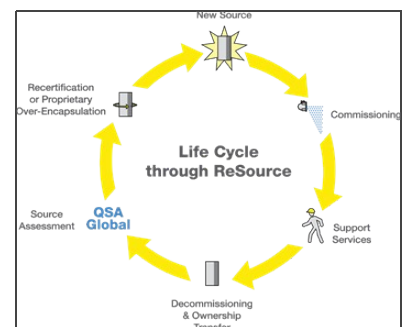 New Source
Commissioning
Support
Services
Decommissioning
& Ownership
Transfer
QSA
Global
Source
Assessment
Recertification
or Proprietary
Over-Encapsulation
Life Cycle
through ReSource